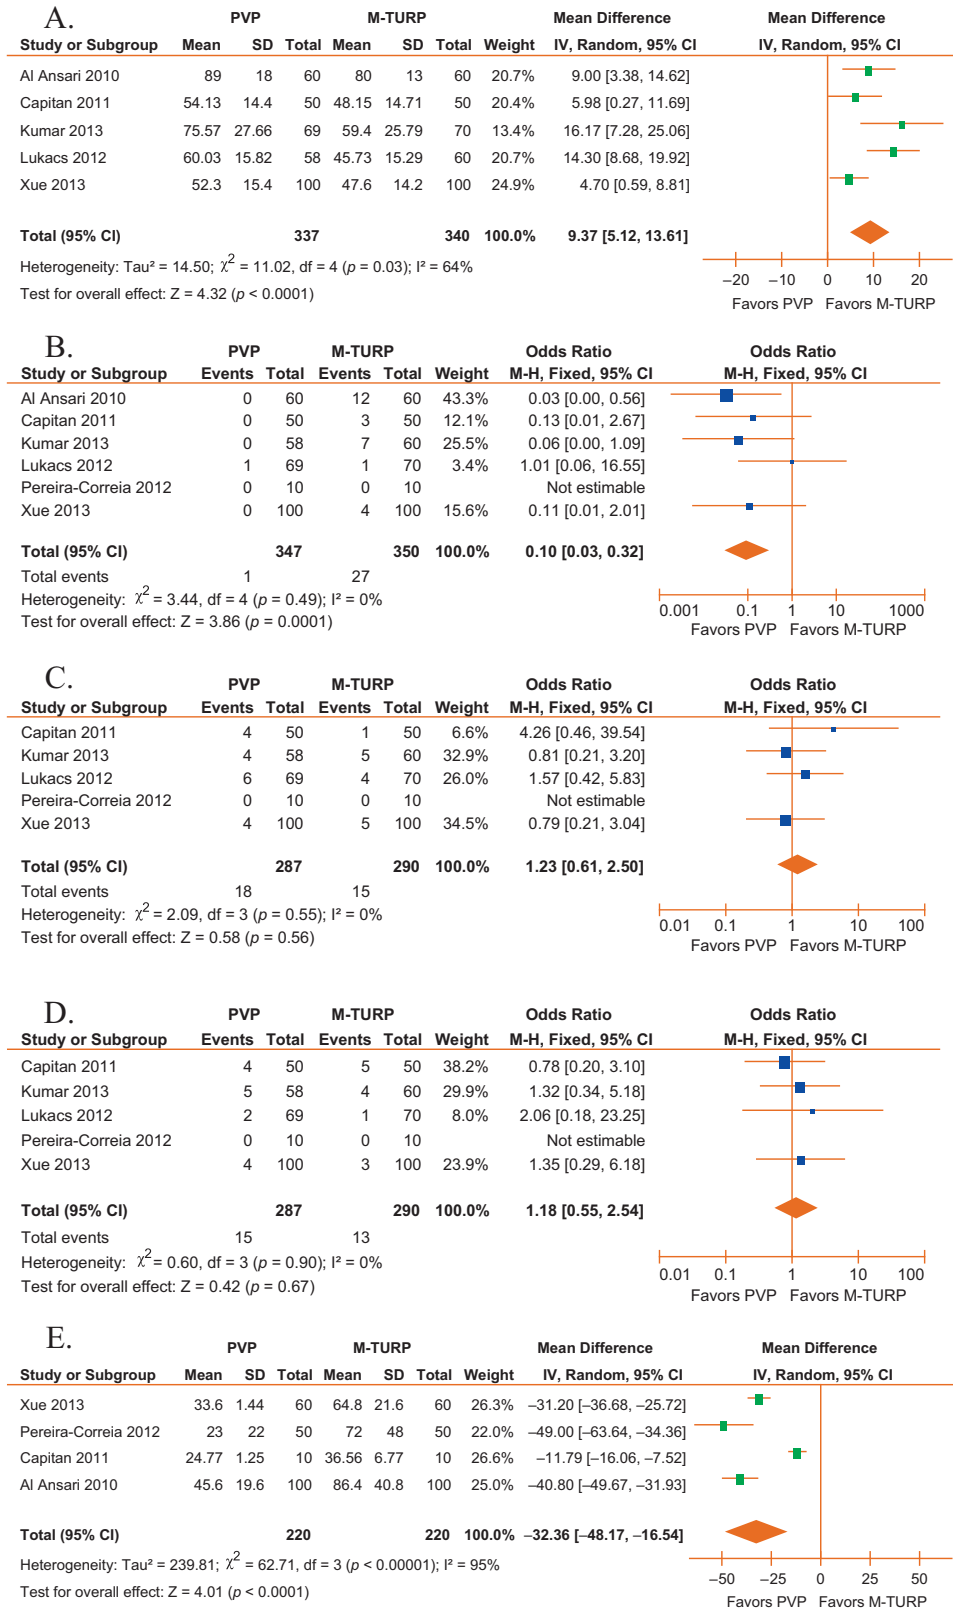 A.
PVP M-TURP Mean Difference Mean Difference
Study or Subgroup Mean SD Total Mean SD Total Weight IV, Random, 95% CI IV, Random, 95% CI
Al Ansari 2010 89 18 60 80 13 60 20.7% 9.00 [3.38, 14.62]
Capitan 2011 54.13 14.4 50 48.15 14.71 50 20.4% 5.98 [0.27, 11.69]
Kumar 2013 75.57 27.66 69 59.4 25.79 70 13.4% 16.17 [7.28, 25.06]
Lukacs 2012 60.03 15.82 58 45.73 15.29 60 20.7% 14.30 [8.68, 19.92]
Xue 2013 52.3 15.4 100 47.6 14.2 100 24.9% 4.70 [0.59, 8.81]
Total (95% CI) 337 340 100.0% 9.37 [5.12, 13.61]
Heterogeneity: Tau² = 14.50; χ² = 11.02, df = 4 (p = 0.03); I² = 64%
Test for overall effect: Z = 4.32 (p < 0.0001)
–20 –10 0 10 20
Favors PVP Favors M-TURP
B.
PVP M-TURP Odds Ratio Odds Ratio
Study or Subgroup Events Total Events Total Weight M-H, Fixed, 95% CI M-H, Fixed, 95% CI
Al Ansari 2010 0 60 12 60 43.3% 0.03 [0.00, 0.56]
Capitan 2011 0 50 3 50 12.1% 0.13 [0.01, 2.67]
Kumar 2013 0 58 7 60 25.5% 0.06 [0.00, 1.09]
Lukacs 2012 1 69 1 70 3.4% 1.01 [0.06, 16.55]
Pereira-Correia 2012 0 10 0 10 Not estimable
Xue 2013 0 100 4 100 15.6% 0.11 [0.01, 2.01]
Total (95% CI) 347 350 100.0% 0.10 [0.03, 0.32]
Total events 1 27
Heterogeneity: χ² = 3.44, df = 4 (p = 0.49); I² = 0%
Test for overall effect: Z = 3.86 (p = 0.0001)
0.001 0.1 1 10 1000
Favors PVP Favors M-TURP
C.
PVP M-TURP Odds Ratio Odds Ratio
Study or Subgroup Events Total Events Total Weight M-H, Fixed, 95% CI M-H, Fixed, 95% CI
Capitan 2011 4 50 1 50 6.6% 4.26 [0.46, 39.54]
Kumar 2013 4 58 5 60 32.9% 0.81 [0.21, 3.20]
Lukacs 2012 6 69 4 70 26.0% 1.57 [0.42, 5.83]
Pereira-Correia 2012 0 10 0 10 Not estimable
Xue 2013 4 100 5 100 34.5% 0.79 [0.21, 3.04]
Total (95% CI) 287 290 100.0% 1.23 [0.61, 2.50]
Total events 18 15
Heterogeneity: χ² = 2.09, df = 3 (p = 0.55); I² = 0%
Test for overall effect: Z = 0.58 (p = 0.56)
0.01 0.1 1 10 100
Favors PVP Favors M-TURP
D.
PVP M-TURP Odds Ratio Odds Ratio
Study or Subgroup Events Total Events Total Weight M-H, Fixed, 95% CI M-H, Fixed, 95% CI
Capitan 2011 4 50 5 50 38.2% 0.78 [0.20, 3.10]
Kumar 2013 5 58 4 60 29.9% 1.32 [0.34, 5.18]
Lukacs 2012 2 69 1 70 8.0% 2.06 [0.18, 23.25]
Pereira-Correia 2012 0 10 0 10 Not estimable
Xue 2013 4 100 3 100 23.9% 1.35 [0.29, 6.18]
Total (95% CI) 287 290 100.0% 1.18 [0.55, 2.54]
Total events 15 13
Heterogeneity: χ² = 0.60, df = 3 (p = 0.90); I² = 0%
Test for overall effect: Z = 0.42 (p = 0.67)
0.01 0.1 1 10 100
Favors PVP Favors M-TURP
E.
PVP M-TURP Mean Difference Mean Difference
Study or Subgroup Mean SD Total Mean SD Total Weight IV, Random, 95% CI IV, Random, 95% CI
Xue 2013 33.6 1.44 60 64.8 21.6 60 26.3% –31.20 [–36.68, –25.72]
Pereira-Correia 2012 23 22 50 72 48 50 22.0% –49.00 [–63.64, –34.36]
Capitan 2011 24.77 1.25 10 36.56 6.77 10 26.6% –11.79 [–16.06, –7.52]
Al Ansari 2010 45.6 19.6 100 86.4 40.8 100 25.0% –40.80 [–49.67, –31.93]
Total (95% CI) 220 220 100.0% –32.36 [–48.17, –16.54]
Heterogeneity: Tau² = 239.81; χ² = 62.71, df = 3 (p < 0.00001); I² = 95%
Test for overall effect: Z = 4.01 (p < 0.0001)
–50 –25 0 25 50
Favors PVP Favors M-TURP